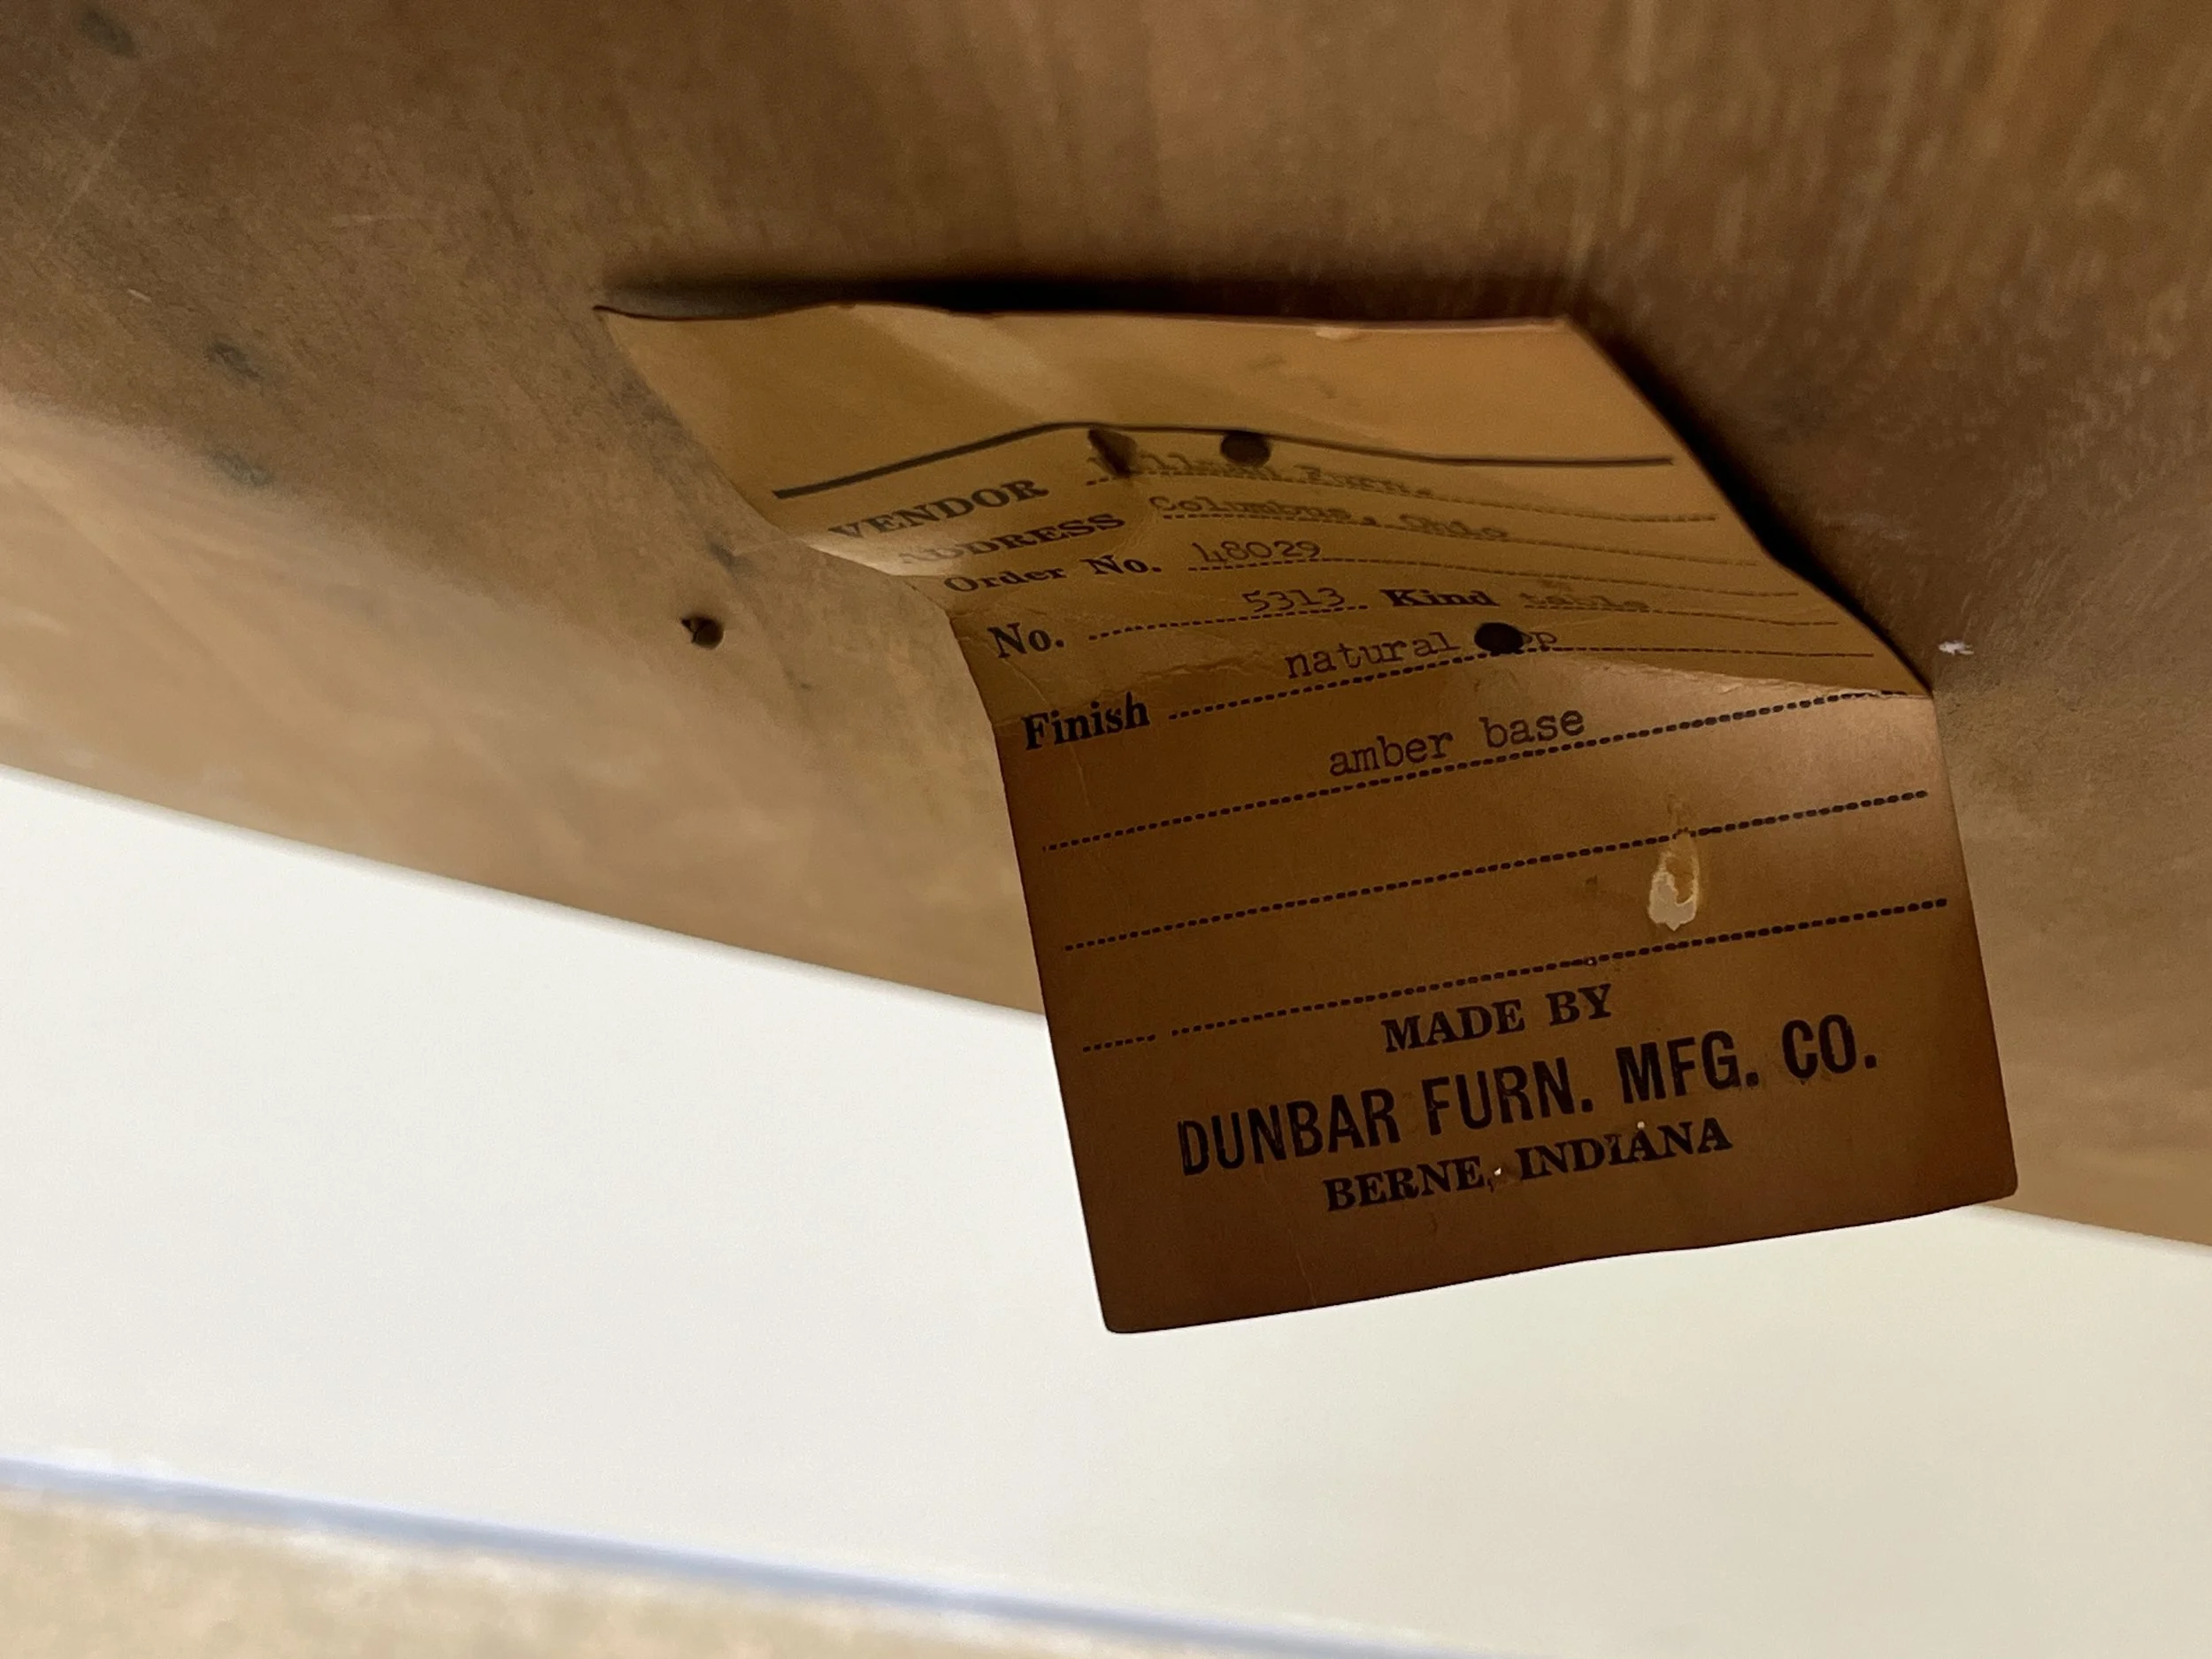 VENDOR Furn.
ADDRESS Columbus, Ohio
Order No. 48029
No. 5313 Kind table
Finish natural
amber base
MADE BY
DUNBAR FURN. MFG. CO.
BERNE, INDIANA